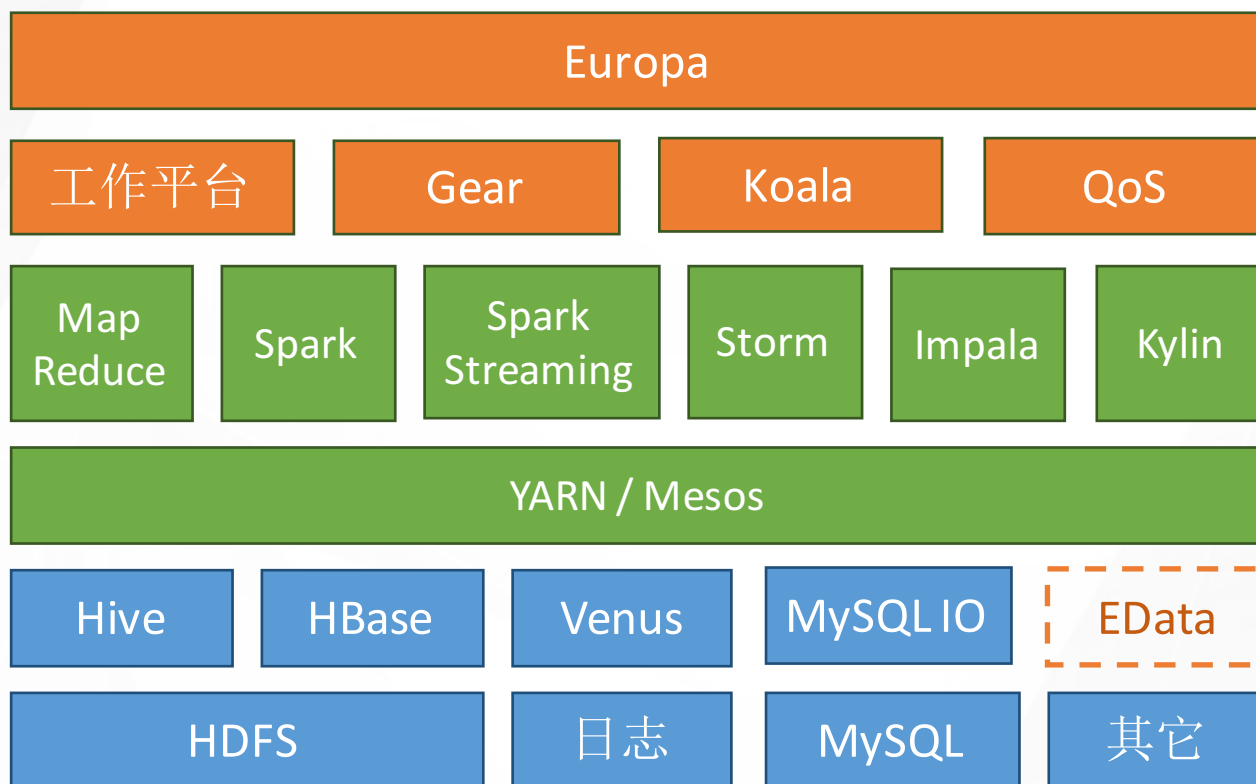 Europa
工作平台
Gear
Koala
QoS
Map
Reduce
Spark
Spark
Streaming
Storm
Impala
Kylin
YARN / Mesos
Hive
HBase
Venus
MySQL IO
EData
HDFS
日志
MySQL
其它